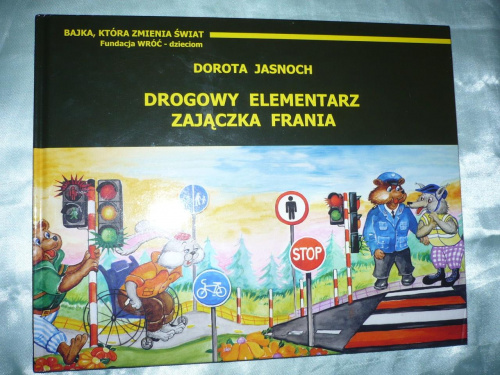 BAJKA, KTÓRA ZMIENIA ŚWIAT
Fundacja WRÓĆ - dzieciom
DOROTA JASNOCH
DROGOWY ELEMENTARZ
ZAJĄCZKA FRANIA
STOP